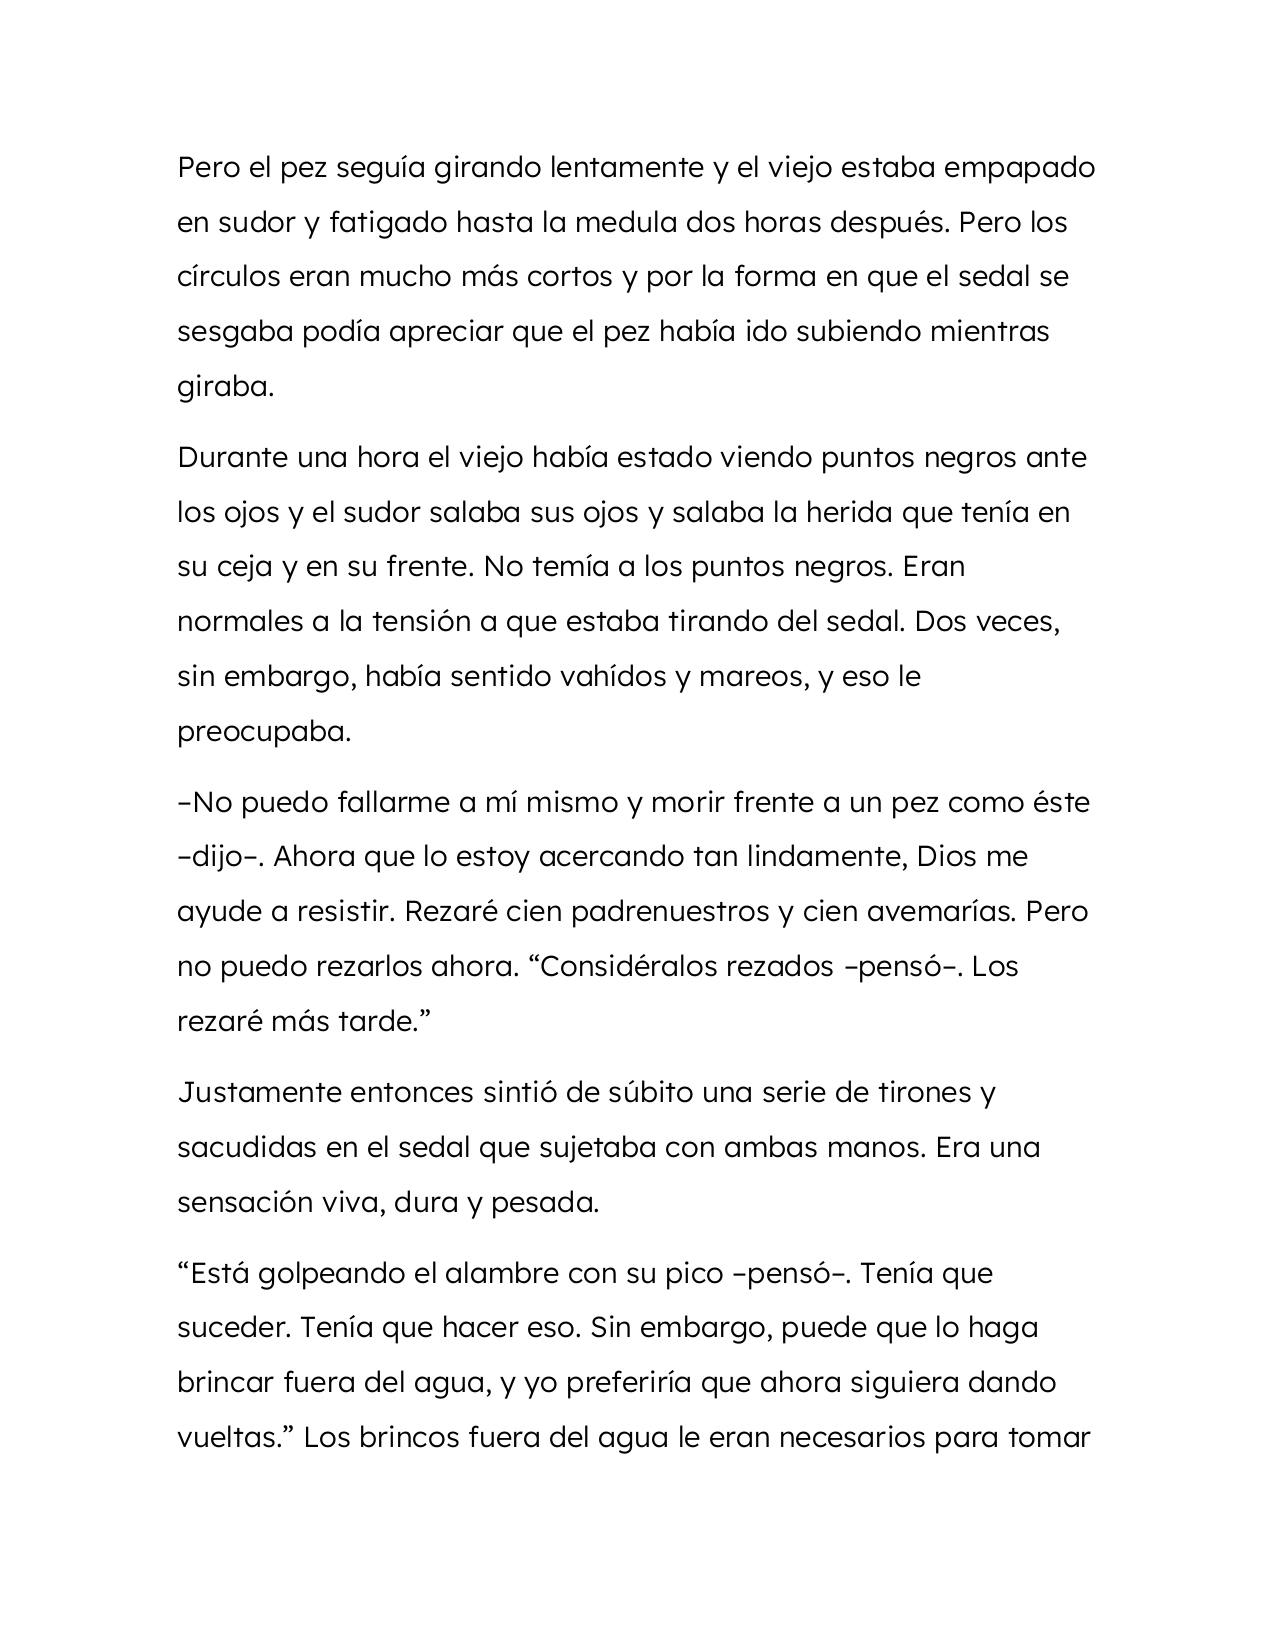 Pero el pez seguía girando lentamente y el viejo estaba empapado
en sudor y fatigado hasta la medula dos horas después. Pero los
círculos eran mucho más cortos y por la forma en que el sedal se
sesgaba podía apreciar que el pez había ido subiendo mientras
giraba.
Durante una hora el viejo había estado viendo puntos negros ante
los ojos y el sudor salaba sus ojos y salaba la herida que tenía en
su ceja y en su frente. No temía a los puntos negros. Eran
normales a la tensión a que estaba tirando del sedal. Dos veces,
sin embargo, había sentido vahídos y mareos, y eso le
preocupaba.
–No puedo fallarme a mí mismo y morir frente a un pez como éste
–dijo–. Ahora que lo estoy acercando tan lindamente, Dios me
ayude a resistir. Rezaré cien padrenuestros y cien avemarías. Pero
no puedo rezarlos ahora. “Considéralos rezados –pensó–. Los
rezaré más tarde.”
Justamente entonces sintió de súbito una serie de tirones y
sacudidas en el sedal que sujetaba con ambas manos. Era una
sensación viva, dura y pesada.
“Está golpeando el alambre con su pico –pensó–. Tenía que
suceder. Tenía que hacer eso. Sin embargo, puede que lo haga
brincar fuera del agua, y yo preferiría que ahora siguiera dando
vueltas.” Los brincos fuera del agua le eran necesarios para tomar